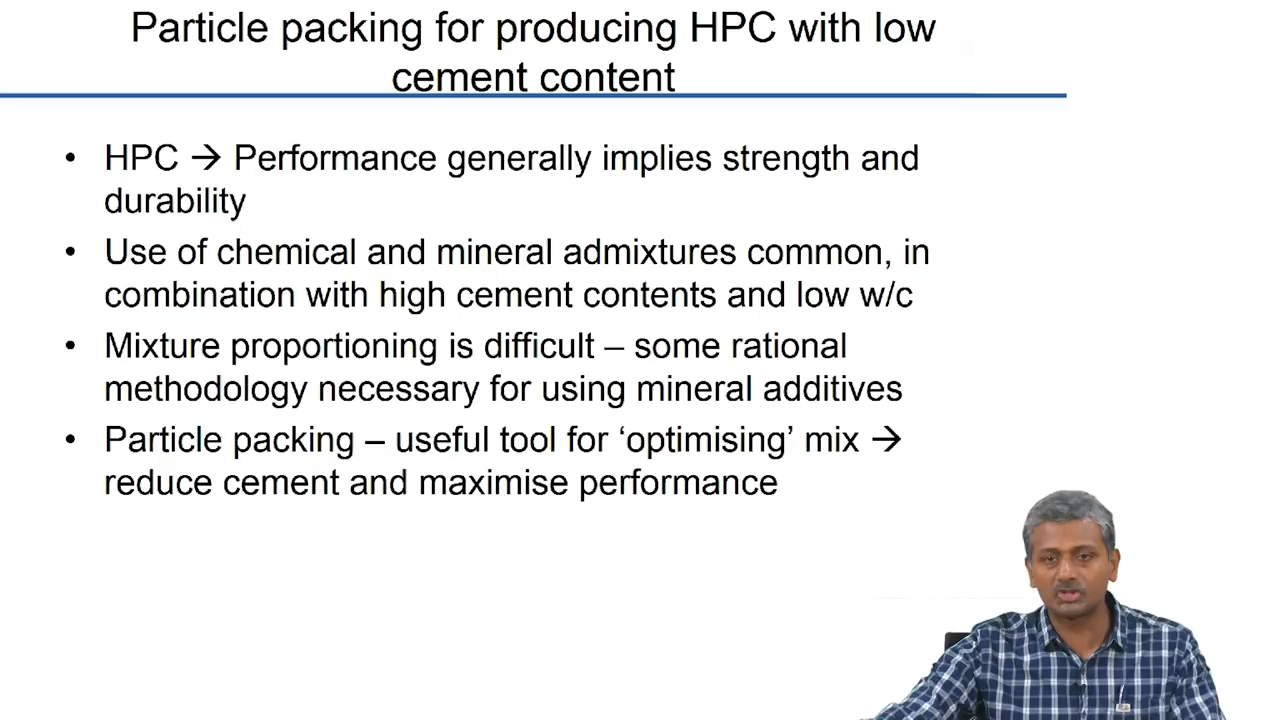 Particle packing for producing HPC with low
cement content
• HPC → Performance generally implies strength and
durability
• Use of chemical and mineral admixtures common, in
combination with high cement contents and low w/c
• Mixture proportioning is difficult – some rational
methodology necessary for using mineral additives
• Particle packing – useful tool for ‘optimising’ mix →
reduce cement and maximise performance